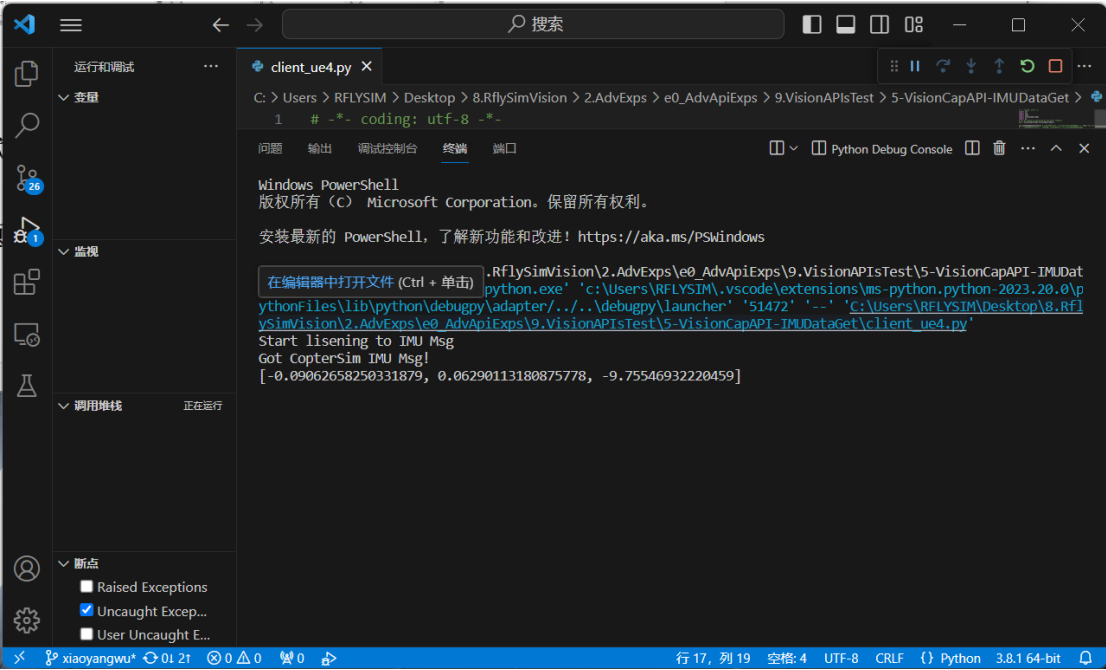 搜索
运行和调试
client_ue4.py
变量
C: > Users > RFLYSIM > Desktop > 8.RflySimVision > 2.AdvExps > e0_AdvApiExps > 9.VisionAPIsTest > 5-VisionCapAPI-IMUDataGet >
1 # -*- coding: utf-8 -*-
问题 输出 调试控制台 终端 端口 Python Debug Console
Windows PowerShell
版权所有（C） Microsoft Corporation。保留所有权利。
安装最新的 PowerShell，了解新功能和改进！https://aka.ms/PSWindows
监视
.RflySimVision\2.AdvExps\e0_AdvApiExps\9.VisionAPIsTest\5-VisionCapAPI-IMUDat
在编辑器中打开文件 (Ctrl + 单击)
python.exe' 'c:\Users\RFLYSIM\.vscode\extensions\ms-python.python-2023.20.0\p
ythonFiles\lib\python\debugpy\adapter/../..\debugpy\launcher' '51472' '--' 'C:\Users\RFLYSIM\Desktop\8.Rfl
ySimVision\2.AdvExps\e0_AdvApiExps\9.VisionAPIsTest\5-VisionCapAPI-IMUDataGet\client_ue4.py'
Start lisening to IMU Msg
Got CopterSim IMU Msg!
[-0.09062658250331879, 0.06290113180875778, -9.75546932220459]
26
1
调用堆栈 正在运行
断点
Raised Exceptions
Uncaught Excep...
User Uncaught E...
xiaoyangwu* 0↓ 2↑ 0 0 0 行 17，列 19 空格: 4 UTF-8 CRLF {} Python 3.8.1 64-bit